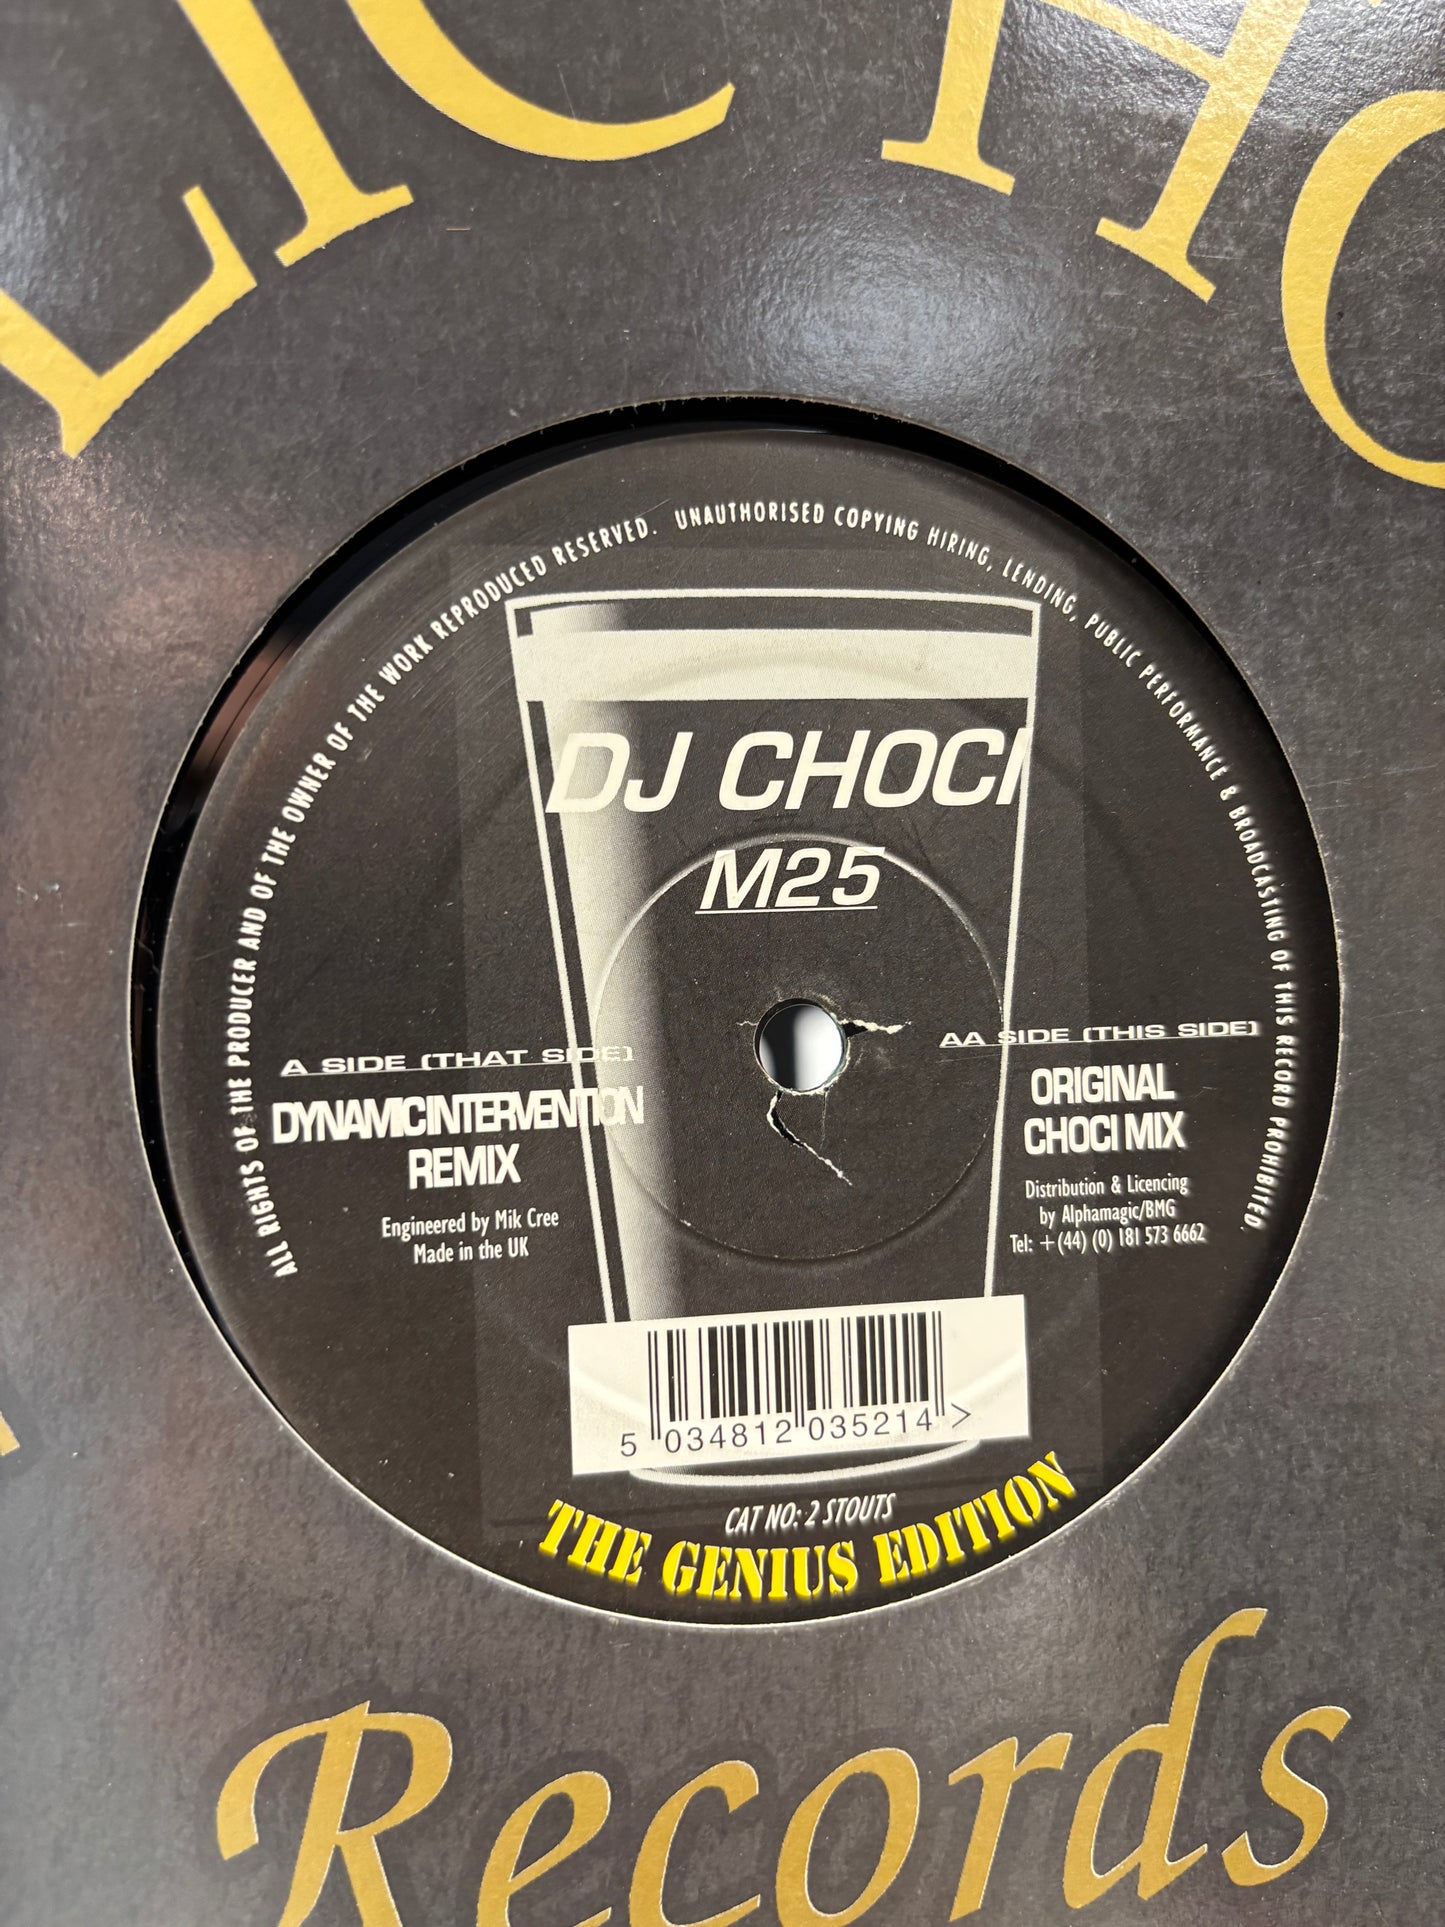 LIC HO
ALL RIGHTS OF THE PRODUCER AND OF THE OWNER OF THE WORK REPRODUCED RESERVED. UNAUTHORISED COPYING HIRING, LENDING, PUBLIC PERFORMANCE & BROADCASTING OF THIS RECORD PROHIBITED.
DJ CHOCI
M25
A SIDE (THAT SIDE)
DYNAMICINTERVENTION
REMIX
Engineered by Mik Cree
Made in the UK
AA SIDE (THIS SIDE)
ORIGINAL
CHOCI MIX
Distribution & Licencing
by Alphamagic/BMG
Tel: +(44) (0) 181 573 6662
5 034812 035214 >
CAT NO: 2 STOUTS
THE GENIUS EDITION
Records